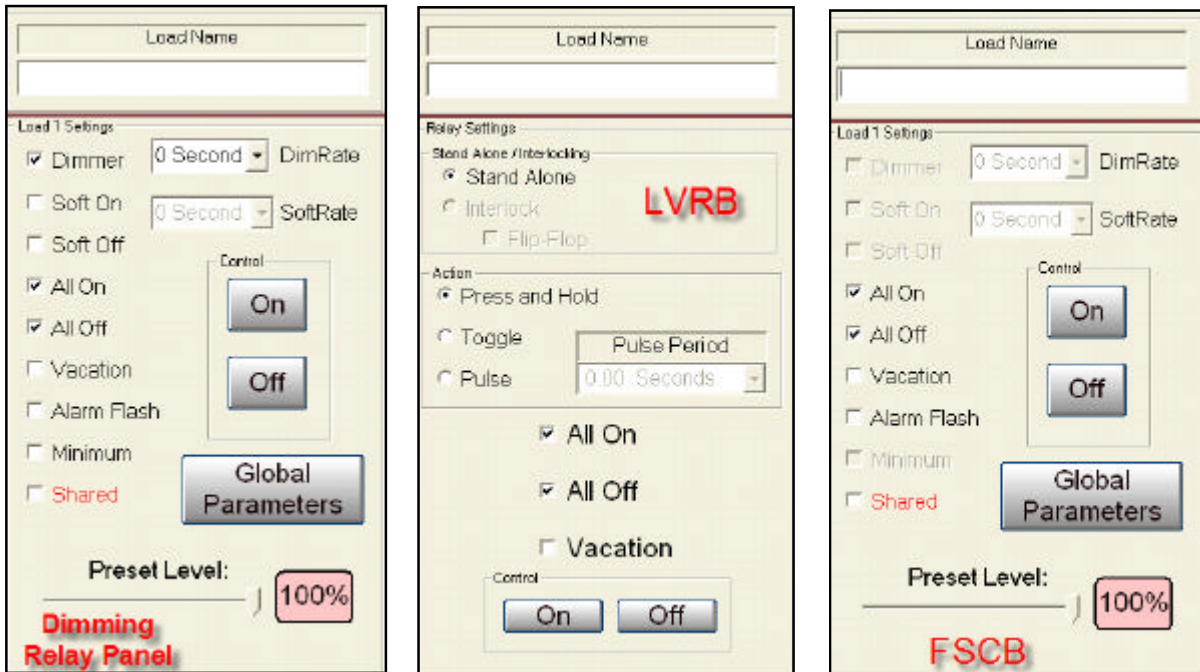 Load Name
Load 1 Settings
Dimmer 0 Second DimRate
Soft On 0 Second SoftRate
Soft Off
Control
All On
On
All Off
Vacation
Off
Alarm Flash
Minimum
Global
Parameters
Shared
Preset Level:
100%
Dimming
Relay Panel
Load Name
Relay Settings
Stand Alone / Interlocking
Stand Alone
LVRB
Interlock
Flip-Flop
Action
Press and Hold
Toggle
Pulse Period
Pulse 0.00 Seconds
All On
All Off
Vacation
Control
On Off
Load Name
Load 1 Settings
Dimmer 0 Second DimRate
Soft On 0 Second SoftRate
Soft Off
Control
All On
On
All Off
Vacation
Off
Alarm Flash
Minimum
Global
Parameters
Shared
Preset Level:
100%
FSCB